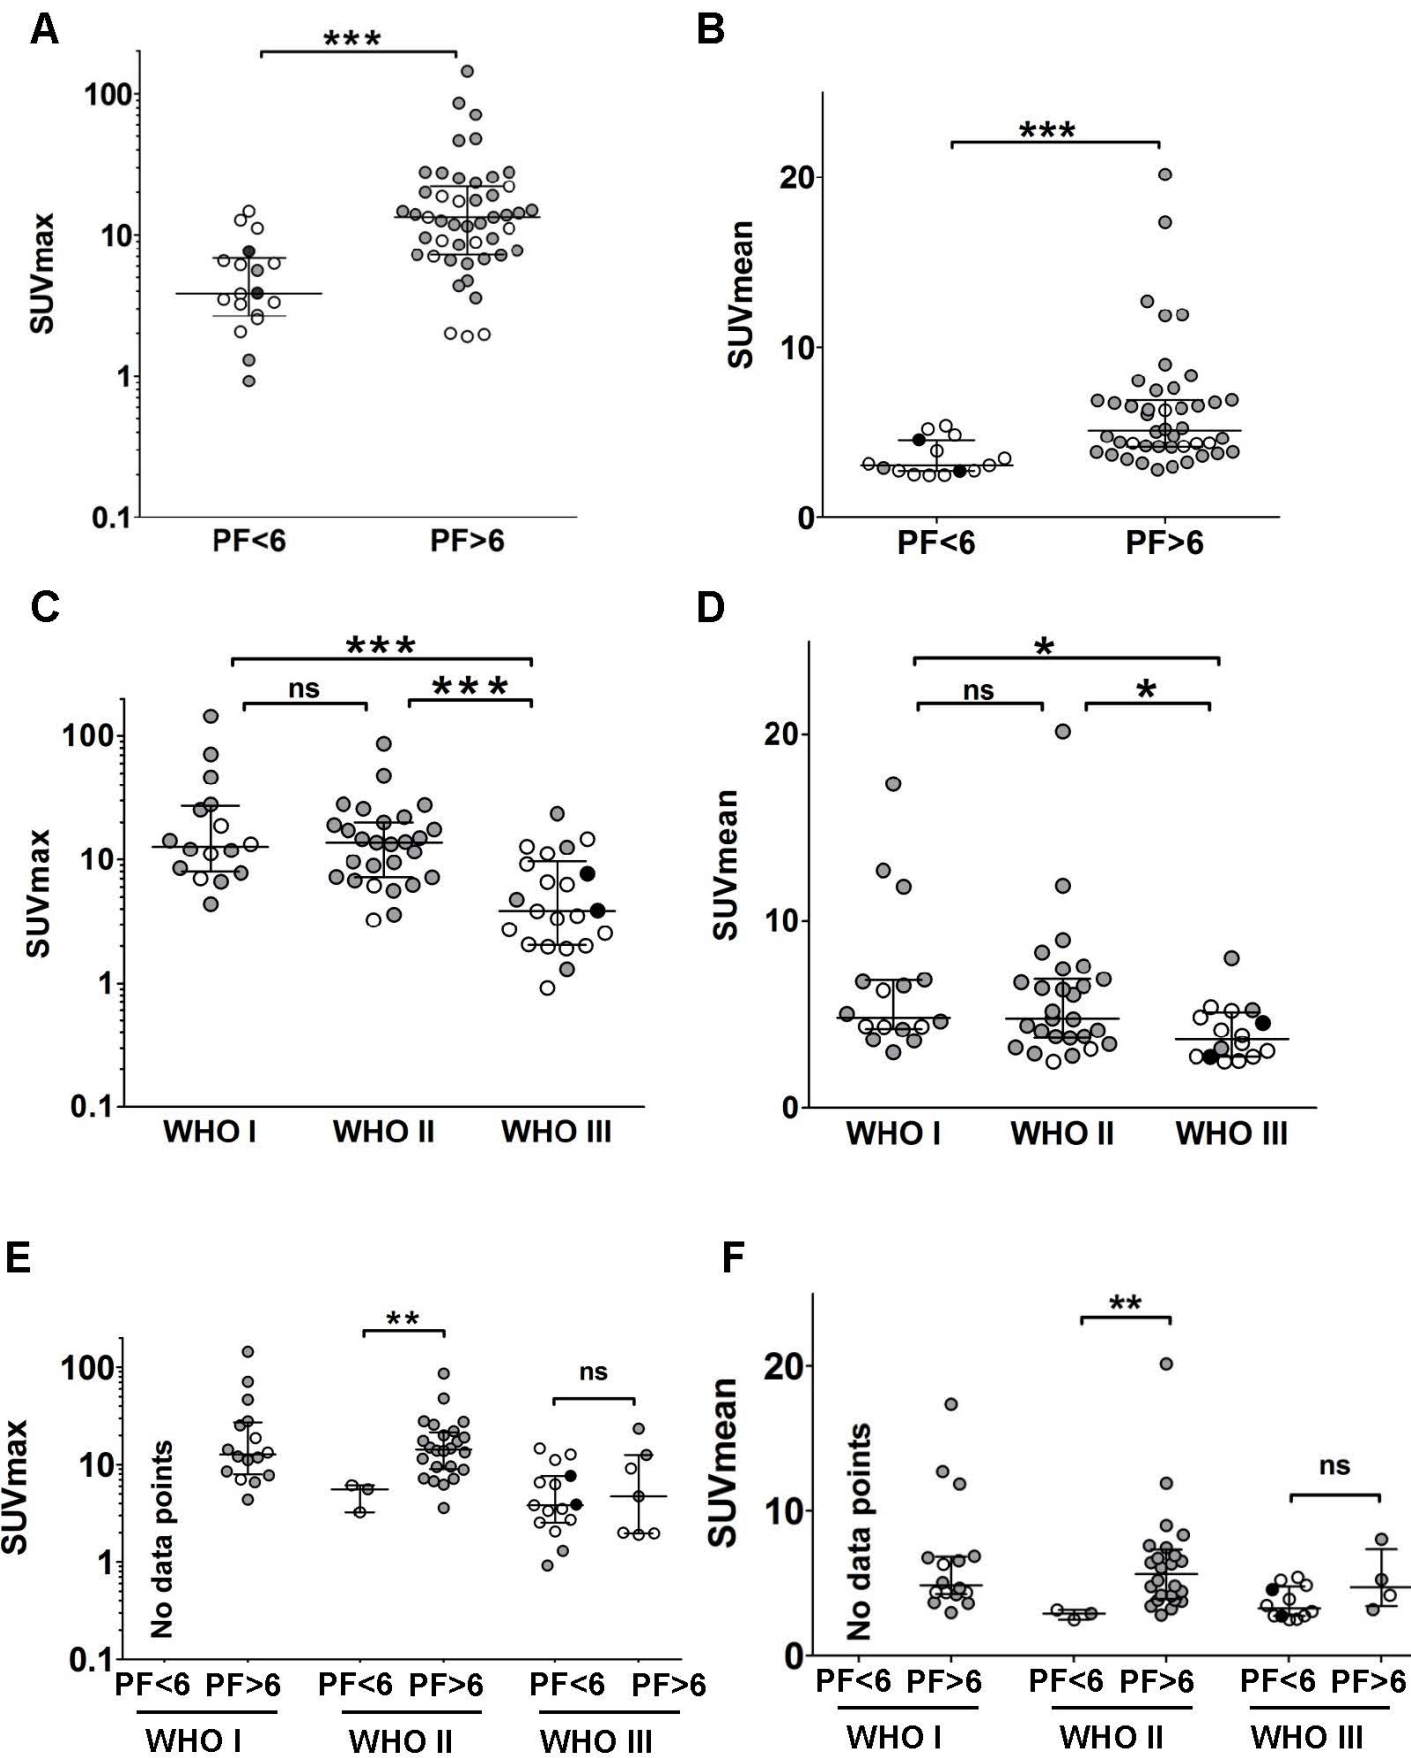 A
***
SUVmax
100
10
1
0.1
PF<6 PF>6
B
***
SUVmean
20
10
0
PF<6 PF>6
C
***
ns ***
SUVmax
100
10
1
0.1
WHO I WHO II WHO III
D
*
ns *
SUVmean
20
10
0
WHO I WHO II WHO III
E
**
ns
SUVmax
100
10
1
0.1
No data points
PF<6 PF>6 PF<6 PF>6 PF<6 PF>6
WHO I WHO II WHO III
F
**
ns
SUVmean
20
10
0
No data points
PF<6 PF>6 PF<6 PF>6 PF<6 PF>6
WHO I WHO II WHO III